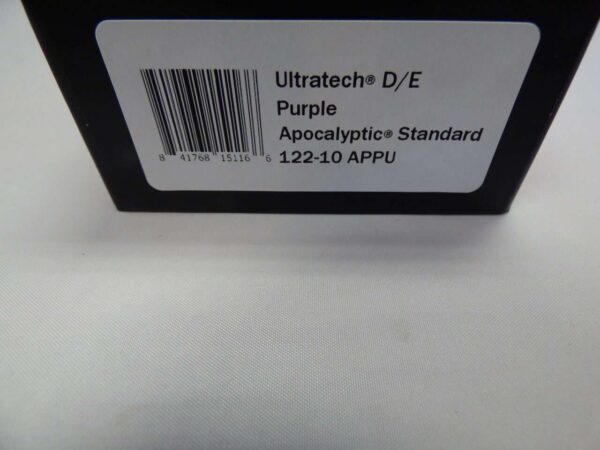 Ultratech® D/E
Purple
Apocalyptic® Standard
122-10 APPU
8 41768 15116 6